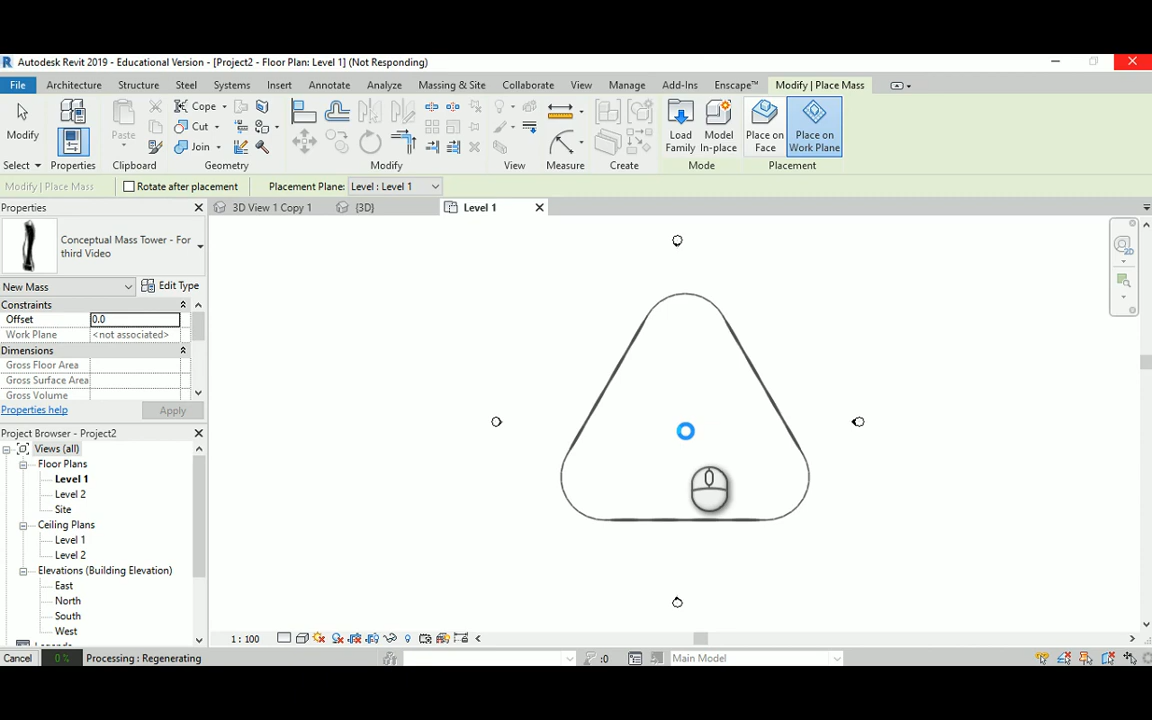 Autodesk Revit 2019 - Educational Version - [Project2 - Floor Plan: Level 1] (Not Responding)
File Architecture Structure Steel Systems Insert Annotate Analyze Massing & Site Collaborate View Manage Add-Ins Enscape™ Modify | Place Mass
Modify
Paste
Cope
Cut
Join
Load Family
Model In-place
Place on Face
Place on Work Plane
Select Properties Clipboard Geometry Modify View Measure Create Mode Placement
Modify | Place Mass Rotate after placement Placement Plane: Level : Level 1
Properties
3D View 1 Copy 1 {3D} Level 1
Conceptual Mass Tower - For
third Video
New Mass Edit Type
Constraints
Offset 0.0
Work Plane <not associated>
Dimensions
Gross Floor Area
Gross Surface Area
Gross Volume
Properties help Apply
Project Browser - Project2
Views (all)
Floor Plans
Level 1
Level 2
Site
Ceiling Plans
Level 1
Level 2
Elevations (Building Elevation)
East
North
South
West
1 : 100
Cancel 0 % Processing : Regenerating :0 Main Model
2D